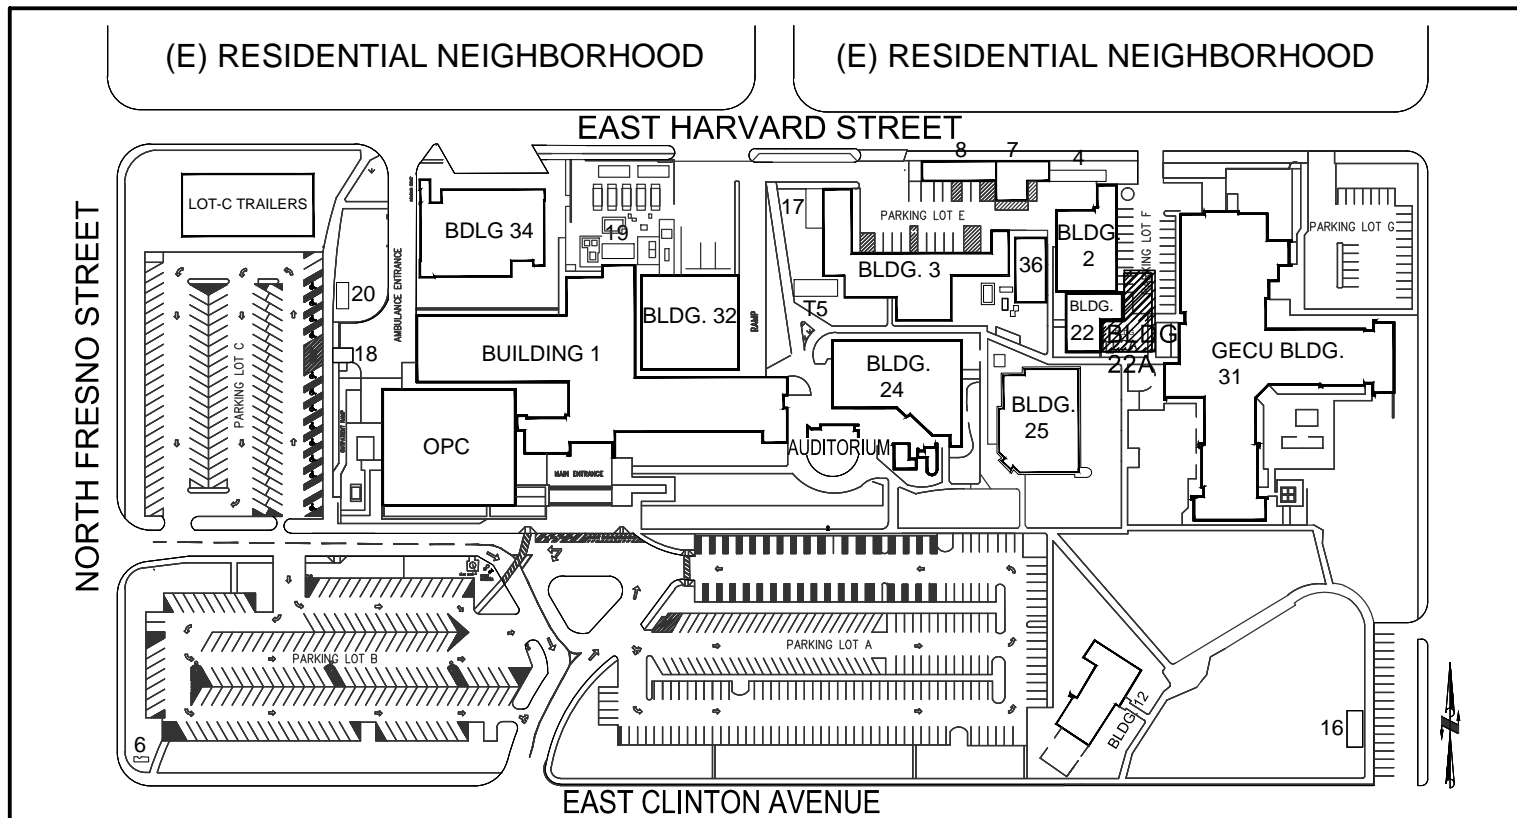 (E) RESIDENTIAL NEIGHBORHOOD
(E) RESIDENTIAL NEIGHBORHOOD
EAST HARVARD STREET
8
7
4
LOT-C TRAILERS
BDLG 34
19
17
PARKING LOT E
BLDG.
2
PARKING LOT F
PARKING LOT G
NORTH FRESNO STREET
AMBULANCE ENTRANCE
20
BLDG. 3
36
BLDG. 32
RAMP
T5
BLDG.
22
BLDG
22A
18
BUILDING 1
PARKING LOT C
BLDG.
24
GECU BLDG.
31
BLDG.
25
OPC
AUDITORIUM
MAIN ENTRANCE
PARKING LOT B
PARKING LOT A
BLDG 12
16
6
EAST CLINTON AVENUE
N